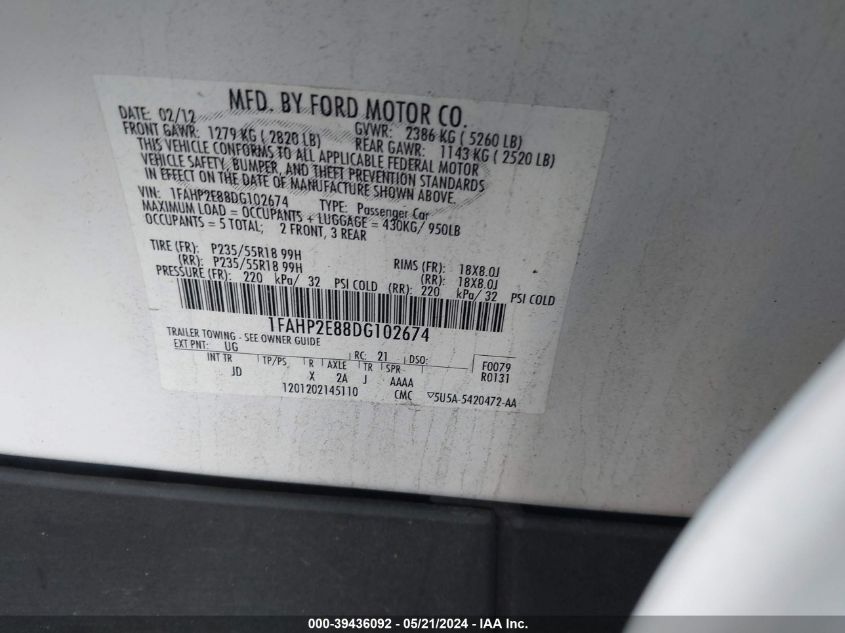 MFD. BY FORD MOTOR CO.
DATE: 02/12 GVWR: 2386 KG ( 5260 LB)
FRONT GAWR: 1279 KG ( 2820 LB) REAR GAWR: 1143 KG ( 2520 LB)
THIS VEHICLE CONFORMS TO ALL APPLICABLE FEDERAL MOTOR
VEHICLE SAFETY, BUMPER, AND THEFT PREVENTION STANDARDS
IN EFFECT ON THE DATE OF MANUFACTURE SHOWN ABOVE.
VIN: 1FAHP2E88DG102674 TYPE: Passenger Car
MAXIMUM LOAD = OCCUPANTS + LUGGAGE = 430KG/ 950LB
OCCUPANTS = 5 TOTAL; 2 FRONT, 3 REAR
TIRE (FR): P235/55R18 99H RIMS (FR): 18X8.0J
(RR): P235/55R18 99H (RR): 18X8.0J
PRESSURE (FR): 220 kPa/ 32 PSI COLD (RR): 220 kPa/ 32 PSI COLD
1FAHP2E88DG102674
TRAILER TOWING - SEE OWNER GUIDE
EXT PNT: UG RC: 21 DSO: F0079
INT TR TP/PS R AXLE TR SPR R0131
JD X 2A J AAAA
1201202145110 CMC ▽5U5A-5420472-AA
000-39436092 - 05/21/2024 - IAA Inc.